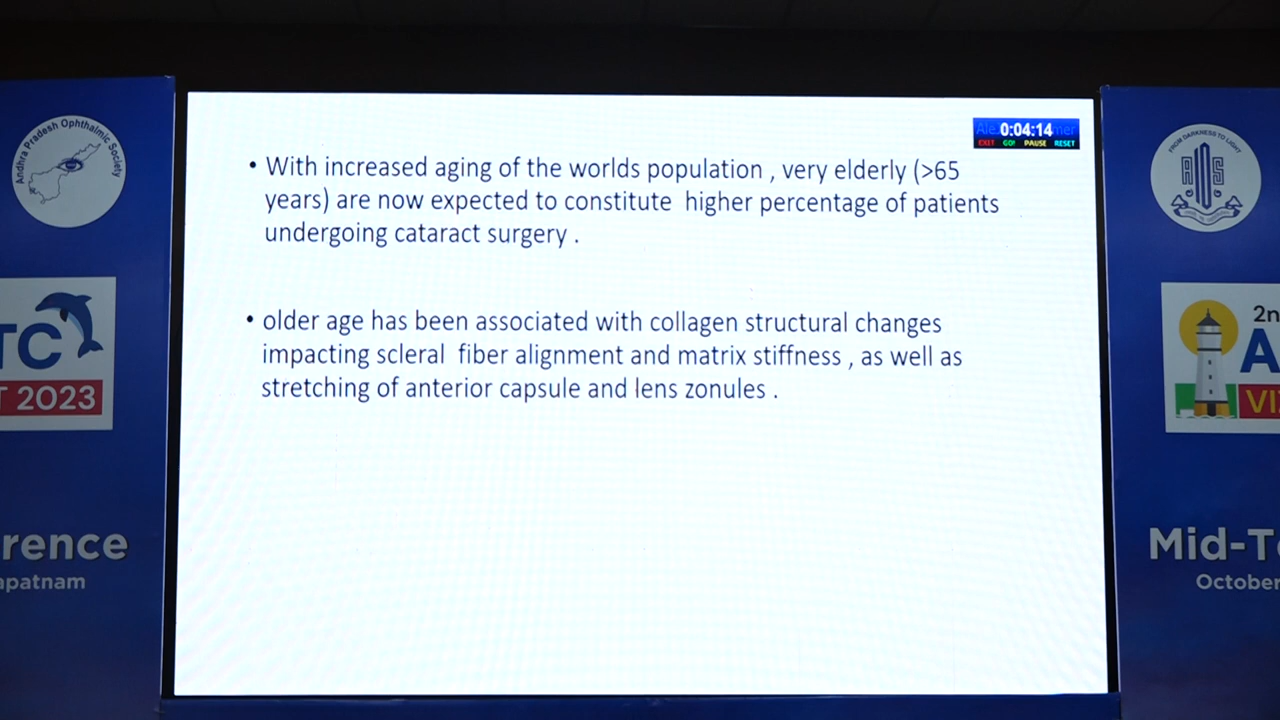 Andhra Pradesh Ophthalmic Society
TC
T 2023
rence
apatnam
0:04:14
EXIT GO! PAUSE RESET
• With increased aging of the worlds population , very elderly (>65
years) are now expected to constitute higher percentage of patients
undergoing cataract surgery .
• older age has been associated with collagen structural changes
impacting scleral fiber alignment and matrix stiffness , as well as
stretching of anterior capsule and lens zonules .
FROM DARKNESS TO LIGHT
2n
A
VI
Mid-T
October